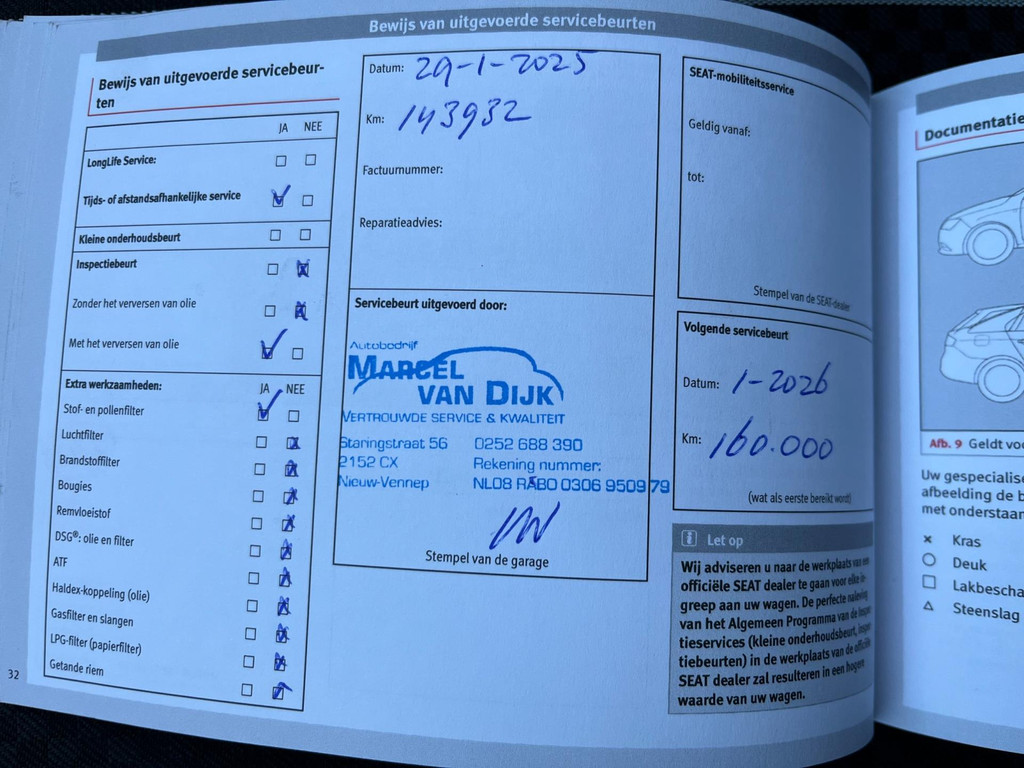 Bewijs van uitgevoerde servicebeurten
Bewijs van uitgevoerde servicebeur-
ten
JA NEE
LongLife Service:
Tijds- of afstandsafhankelijke service
Kleine onderhoudsbeurt
Inspectiebeurt
Zonder het verversen van olie
Met het verversen van olie
Extra werkzaamheden: JA NEE
Stof- en pollenfilter
Luchtfilter
Brandstoffilter
Bougies
Remvloeistof
DSG®: olie en filter
ATF
Haldex-koppeling (olie)
Gasfilter en slangen
LPG-filter (papierfilter)
Getande riem
32
Datum: 29-1-2025
Km: 143932
Factuurnummer:
Reparatieadvies:
Servicebeurt uitgevoerd door:
Autobedrijf
MARCEL
VAN DIJK
VERTROUWDE SERVICE & KWALITEIT
Staringstraat 56 0252 688 390
2152 CX Rekening nummer:
Nieuw-Vennep NL08 RABO 0306 9509 79
Stempel van de garage
SEAT-mobiliteitsservice
Geldig vanaf:
tot:
Stempel van de SEAT-dealer
Volgende servicebeurt
Datum: 1-2026
Km: 160.000
(wat als eerste bereikt wordt)
i Let op
Wij adviseren u naar de werkplaats van een
officiële SEAT dealer te gaan voor elke in-
greep aan uw wagen. De perfecte naleving
van het Algemeen Programma van de Inspec-
tieservices (kleine onderhoudsbeurt, inspec-
tiebeurten) in de werkplaats van de officiële
SEAT dealer zal resulteren in een hogere
waarde van uw wagen.
Documentatie
Afb. 9 Geldt voo
Uw gespecialise
afbeelding de b
met onderstaan
× Kras
○ Deuk
□ Lakbescha
△ Steenslag